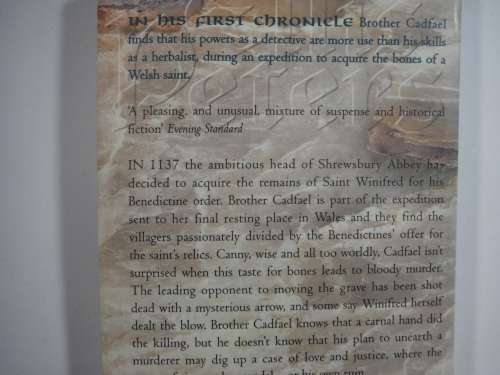 Ellis
Peters
IN HIS FIRST CHRONICLE Brother Cadfael
finds that his powers as a detective are more use than his skills
as a herbalist, during an expedition to acquire the bones of a
Welsh saint.
'A pleasing, and unusual, mixture of suspense and historical
fiction' Evening Standard
IN 1137 the ambitious head of Shrewsbury Abbey has
decided to acquire the remains of Saint Winifred for his
Benedictine order. Brother Cadfael is part of the expedition
sent to her final resting place in Wales and they find the
villagers passionately divided by the Benedictines' offer for
the saint's relics. Canny, wise and all too worldly, Cadfael isn't
surprised when this taste for bones leads to bloody murder.
The leading opponent to moving the grave has been shot
dead with a mysterious arrow, and some say Winifred herself
dealt the blow. Brother Cadfael knows that a carnal hand did
the killing, but he doesn't know that his plan to unearth a
murderer may dig up a case of love and justice, where the
own ruin